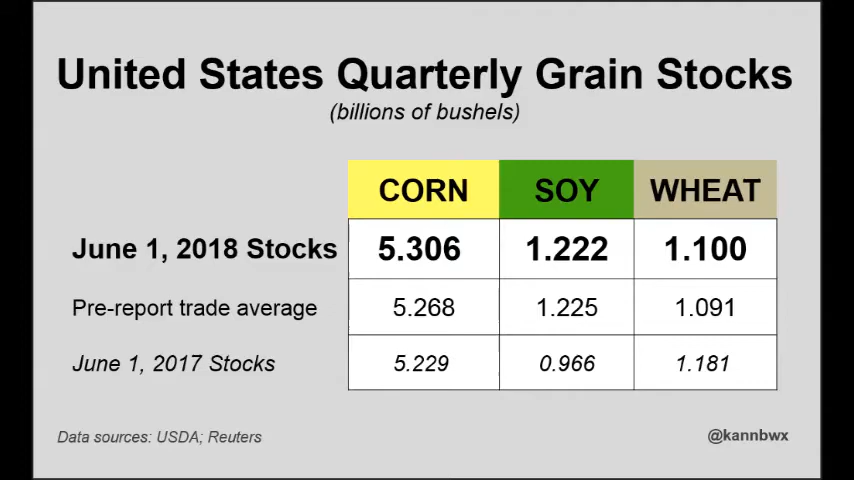 United States Quarterly Grain Stocks
(billions of bushels)
CORN SOY WHEAT
June 1, 2018 Stocks 5.306 1.222 1.100
Pre-report trade average 5.268 1.225 1.091
June 1, 2017 Stocks 5.229 0.966 1.181
Data sources: USDA; Reuters @kannbwx